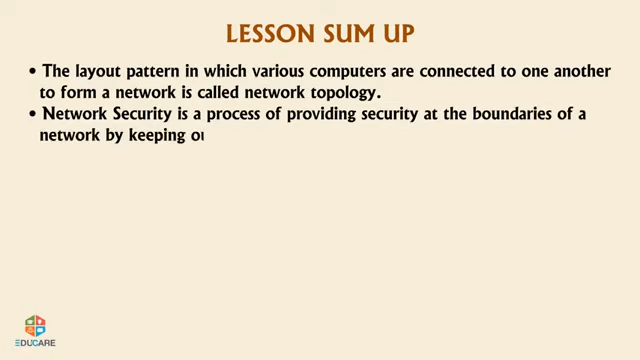 LESSON SUM UP
• The layout pattern in which various computers are connected to one another
to form a network is called network topology.
• Network Security is a process of providing security at the boundaries of a
network by keeping
EDUCARE